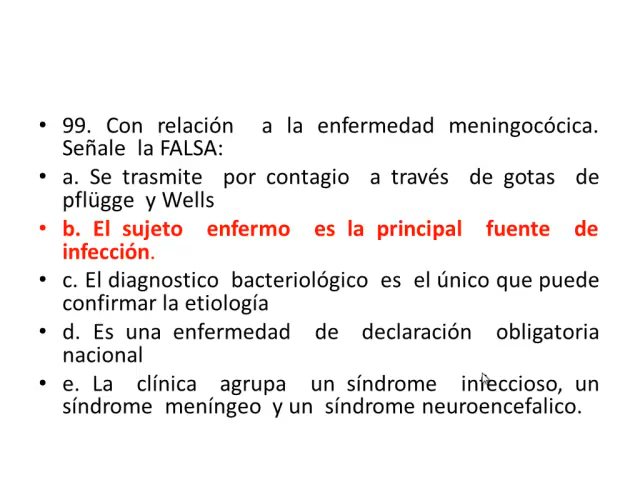 • 99. Con relación a la enfermedad meningocócica.
Señale la FALSA:
• a. Se trasmite por contagio a través de gotas de
pflügge y Wells
• b. El sujeto enfermo es la principal fuente de
infección.
• c. El diagnostico bacteriológico es el único que puede
confirmar la etiología
• d. Es una enfermedad de declaración obligatoria
nacional
• e. La clínica agrupa un síndrome infeccioso, un
síndrome meníngeo y un síndrome neuroencefalico.